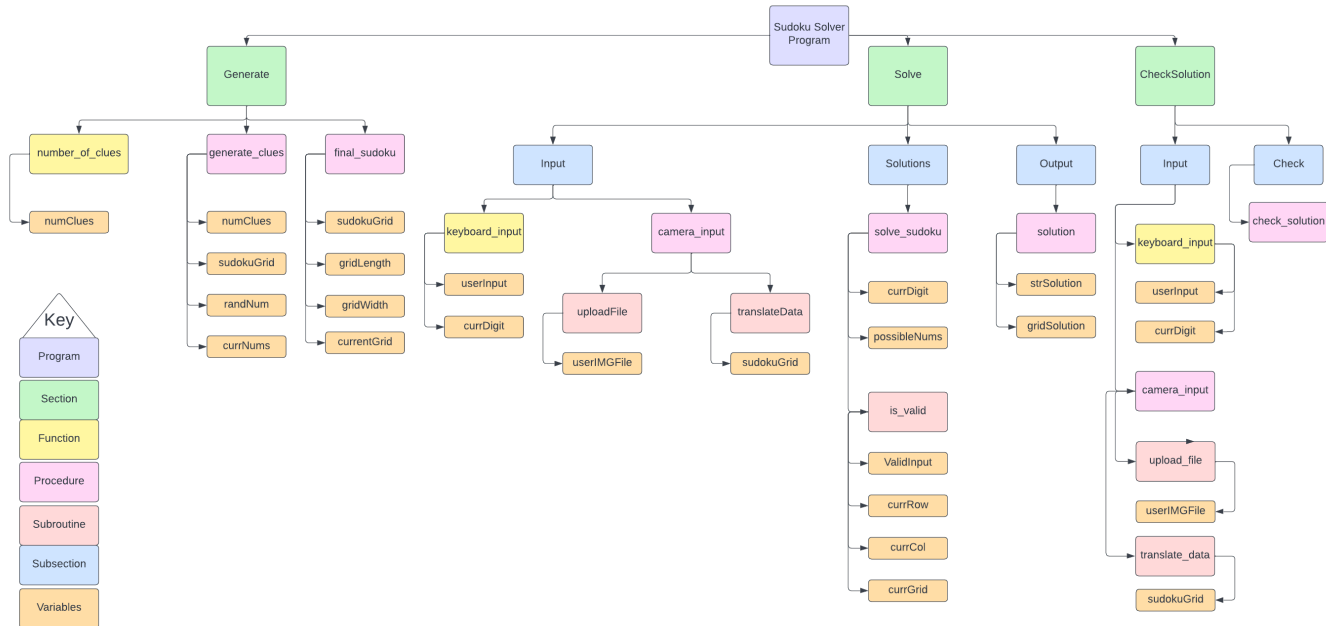 Sudoku Solver
Program
Generate
Solve
CheckSolution
number_of_clues
generate_clues
final_sudoku
Input
Solutions
Output
Input
Check
numClues
numClues
sudokuGrid
randNum
currNums
sudokuGrid
gridLength
gridWidth
currentGrid
keyboard_input
camera_input
userInput
currDigit
uploadFile
translateData
userIMGFile
sudokuGrid
solve_sudoku
currDigit
possibleNums
is_valid
ValidInput
currRow
currCol
currGrid
solution
strSolution
gridSolution
keyboard_input
userInput
currDigit
camera_input
upload_file
userIMGFile
translate_data
sudokuGrid
check_solution
Key
Program
Section
Function
Procedure
Subroutine
Subsection
Variables